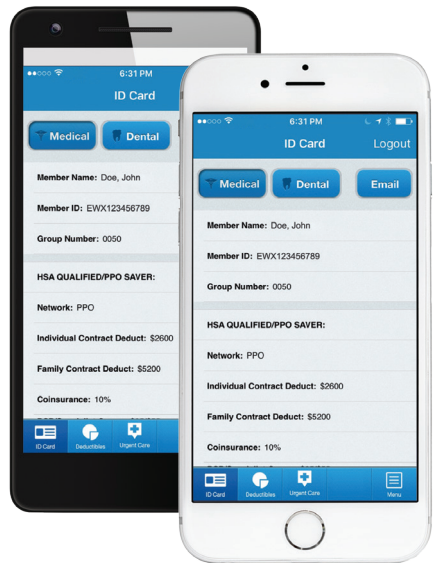 6:31 PM
ID Card
Medical
Dental
Member Name: Doe, John
Member ID: EWX123456789
Group Number: 0050
HSA QUALIFIED/PPO SAVER:
Network: PPO
Individual Contract Deduct: $2600
Family Contract Deduct: $5200
Coinsurance: 10%
ID Card
Deductibles
Urgent Care
6:31 PM
ID Card
Logout
Medical
Dental
Email
Member Name: Doe, John
Member ID: EWX123456789
Group Number: 0050
HSA QUALIFIED/PPO SAVER:
Network: PPO
Individual Contract Deduct: $2600
Family Contract Deduct: $5200
Coinsurance: 10%
ID Card
Deductibles
Urgent Care
Menu